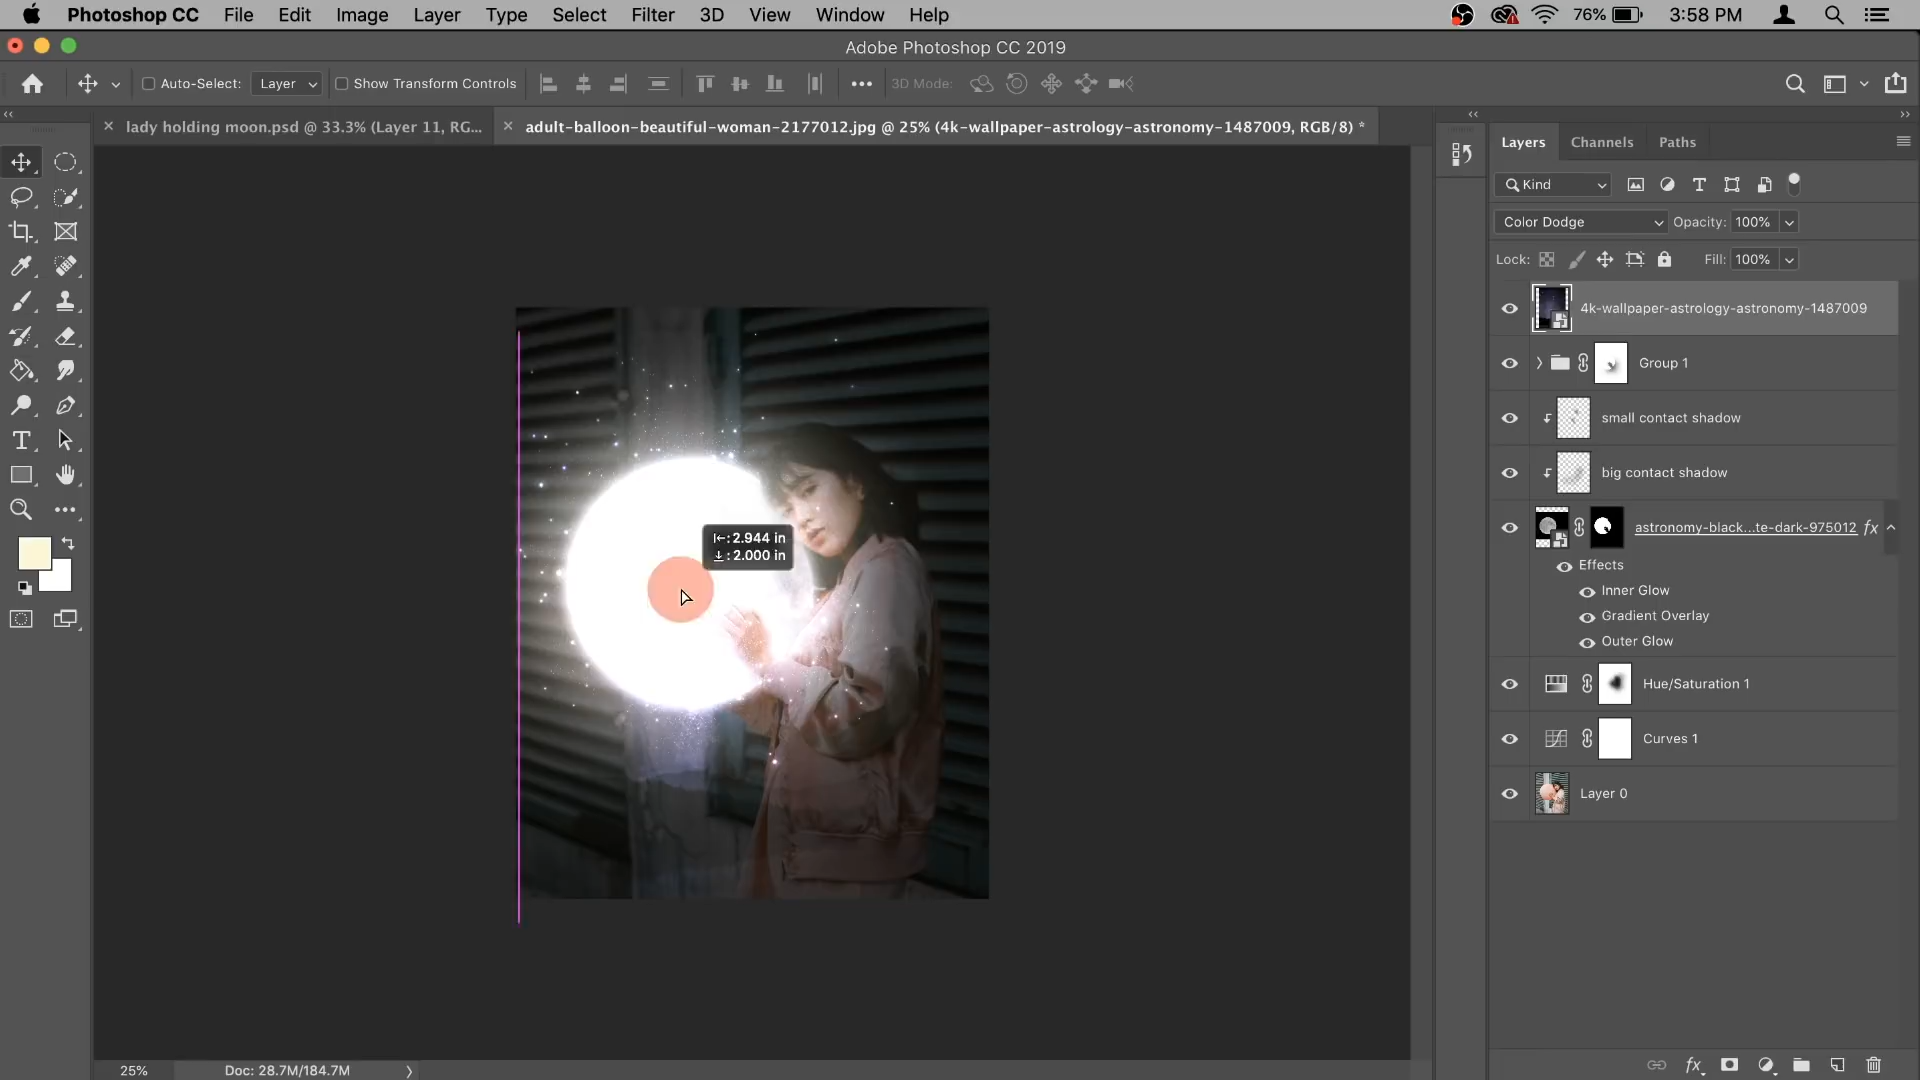 Photoshop CC File Edit Image Layer Type Select Filter 3D View Window Help 76% 3:58 PM
Adobe Photoshop CC 2019
Auto-Select: Layer Show Transform Controls 3D Mode:
lady holding moon.psd @ 33.3% (Layer 11, RG... adult-balloon-beautiful-woman-2177012.jpg @ 25% (4k-wallpaper-astrology-astronomy-1487009, RGB/8) *
Layers Channels Paths
Kind
Color Dodge Opacity: 100%
Lock: Fill: 100%
4k-wallpaper-astrology-astronomy-1487009
Group 1
small contact shadow
big contact shadow
astronomy-black...te-dark-975012 fx
Effects
Inner Glow
Gradient Overlay
Outer Glow
Hue/Saturation 1
Curves 1
Layer 0
: 2.944 in
: 2.000 in
25% Doc: 28.7M/184.7M
fx